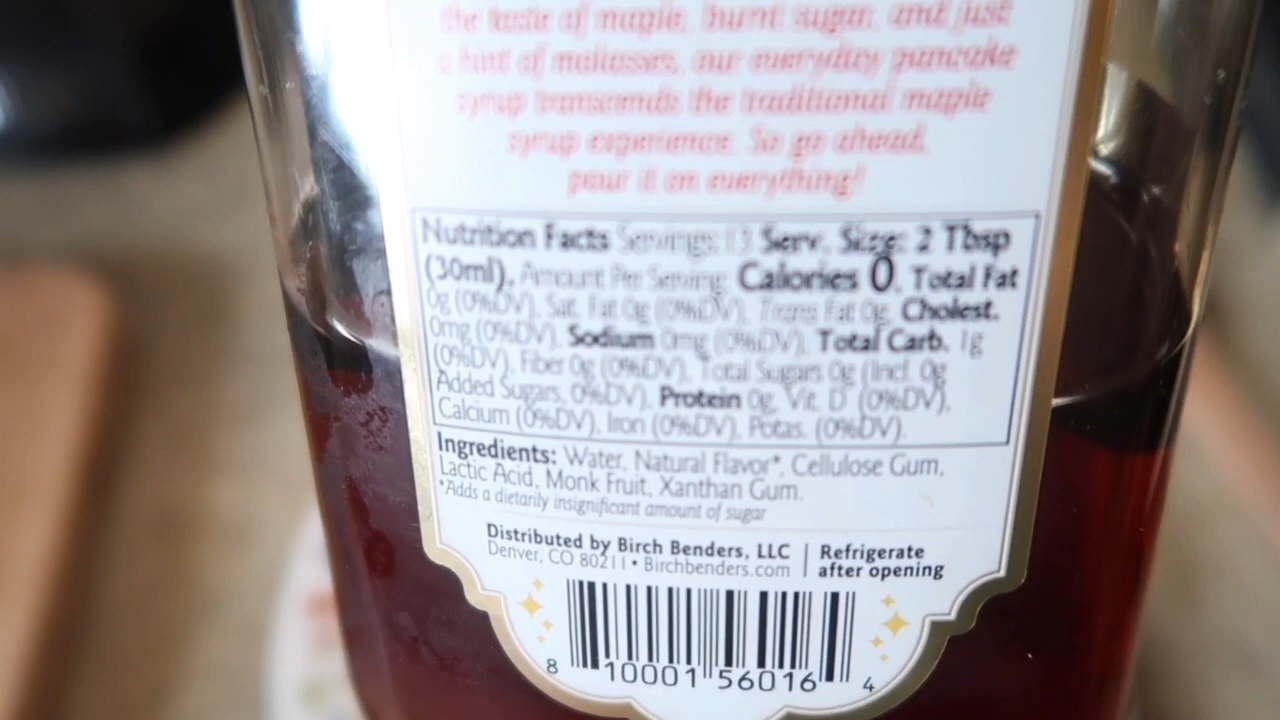 the taste of maple, burnt sugar, and just
a hint of molasses, our everyday pancake
syrup transcends the traditional maple
syrup experience. So go ahead,
pour it on everything!
Nutrition Facts Servings: 13 Serv. Size: 2 Tbsp
(30ml), Amount Per Serving: Calories 0, Total Fat
0g (0%DV), Sat. Fat 0g (0%DV), Trans Fat 0g, Cholest.
0mg (0%DV), Sodium 0mg (0%DV), Total Carb. 1g
(0%DV), Fiber 0g (0%DV), Total Sugars 0g (Incl. 0g
Added Sugars, 0%DV), Protein 0g, Vit. D (0%DV),
Calcium (0%DV), Iron (0%DV), Potas. (0%DV).
Ingredients: Water, Natural Flavor*, Cellulose Gum,
Lactic Acid, Monk Fruit, Xanthan Gum.
*Adds a dietarily insignificant amount of sugar
Distributed by Birch Benders, LLC
Denver, CO 80211 • Birchbenders.com
Refrigerate
after opening
8 10001 56016 4